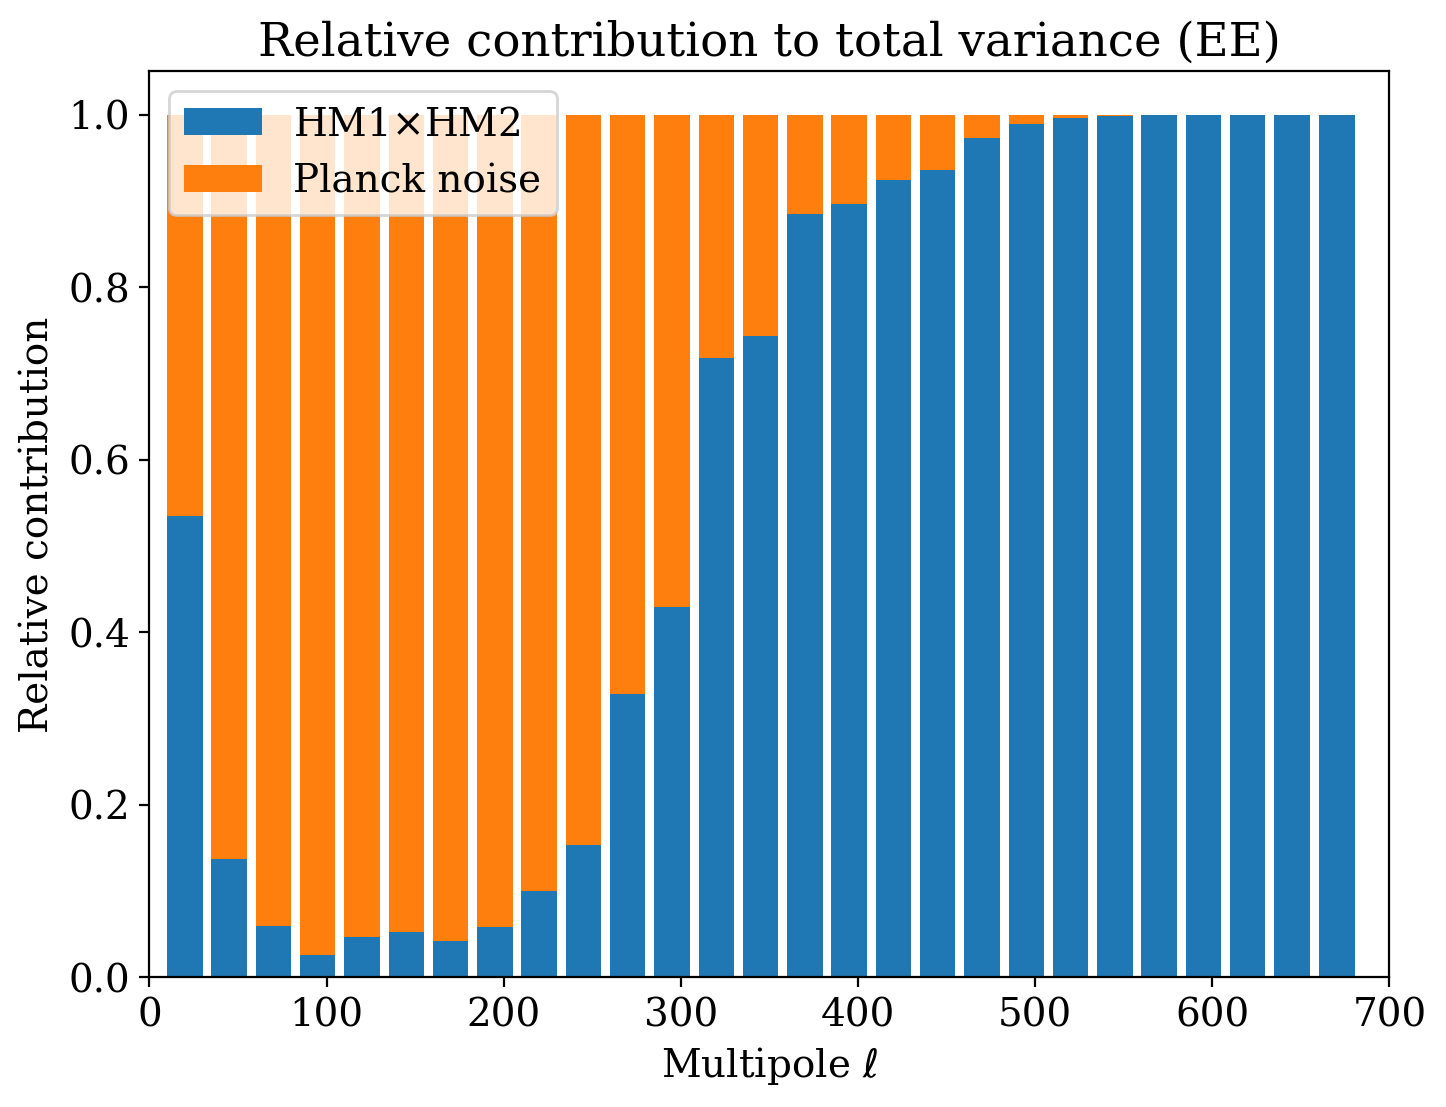 Relative contribution to total variance (EE)
HM1×HM2
Planck noise
Relative contribution
1.0
0.8
0.6
0.4
0.2
0.0
0 100 200 300 400 500 600 700
Multipole ℓ